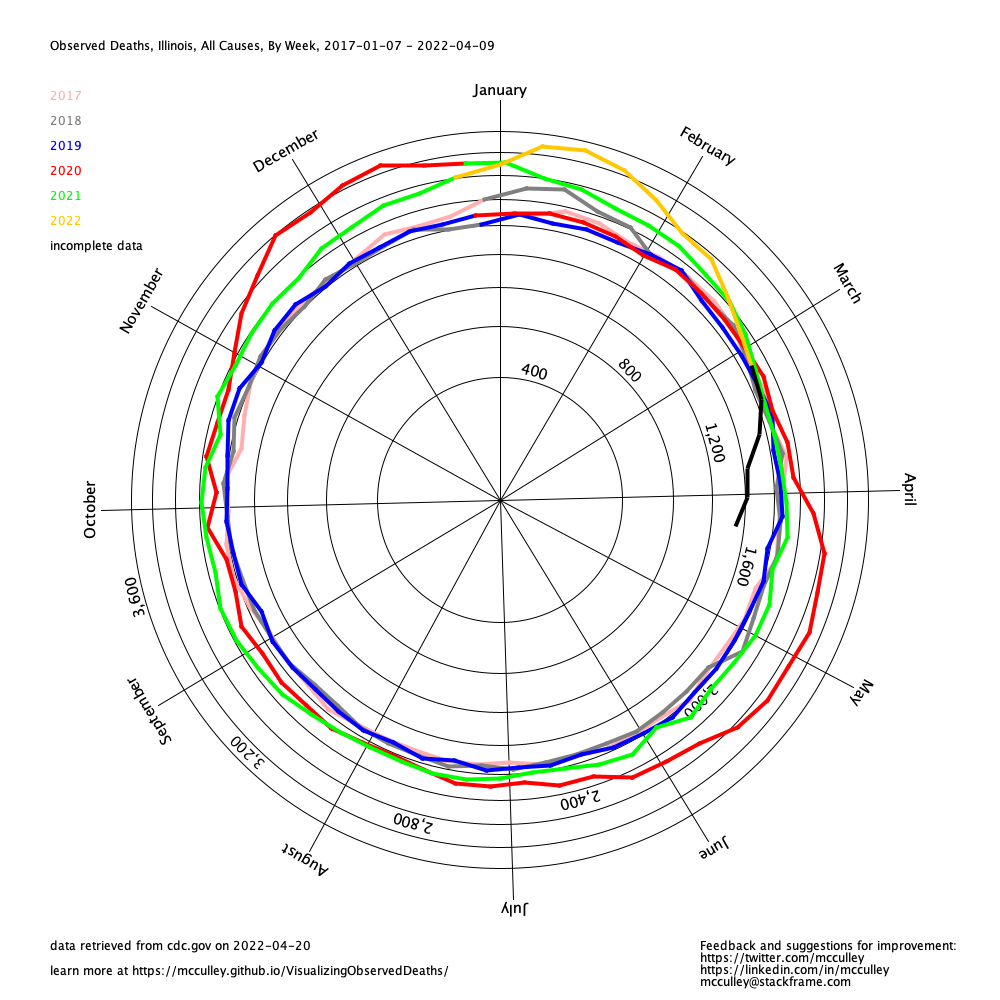 Observed Deaths, Illinois, All Causes, By Week, 2017-01-07 - 2022-04-09
2017
2018
2019
2020
2021
2022
incomplete data
January
February
March
April
May
June
July
August
September
October
November
December
400
800
1,200
1,600
2,000
2,400
2,800
3,200
3,600
data retrieved from cdc.gov on 2022-04-20
learn more at https://mcculley.github.io/VisualizingObservedDeaths/
Feedback and suggestions for improvement:
https://twitter.com/mcculley
https://linkedin.com/in/mcculley
mcculley@stackframe.com